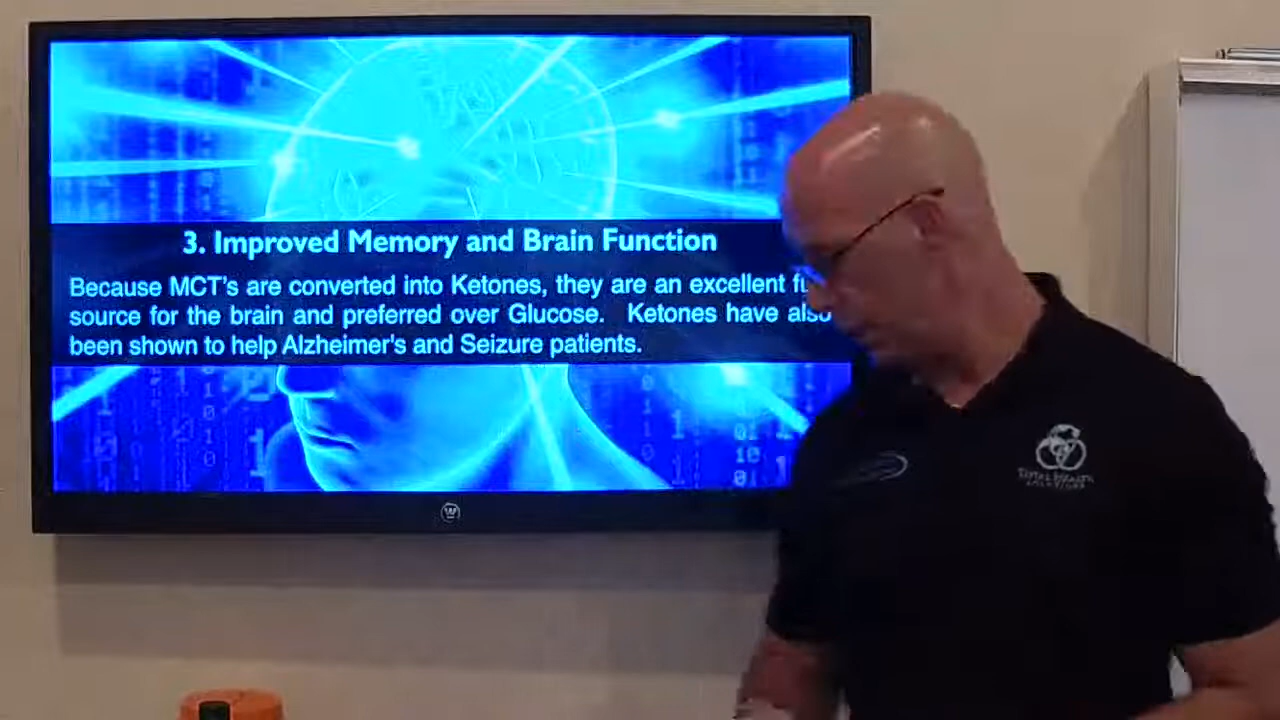 3. Improved Memory and Brain Function
Because MCT's are converted into Ketones, they are an excellent
source for the brain and preferred over Glucose. Ketones have also
been shown to help Alzheimer's and Seizure patients.